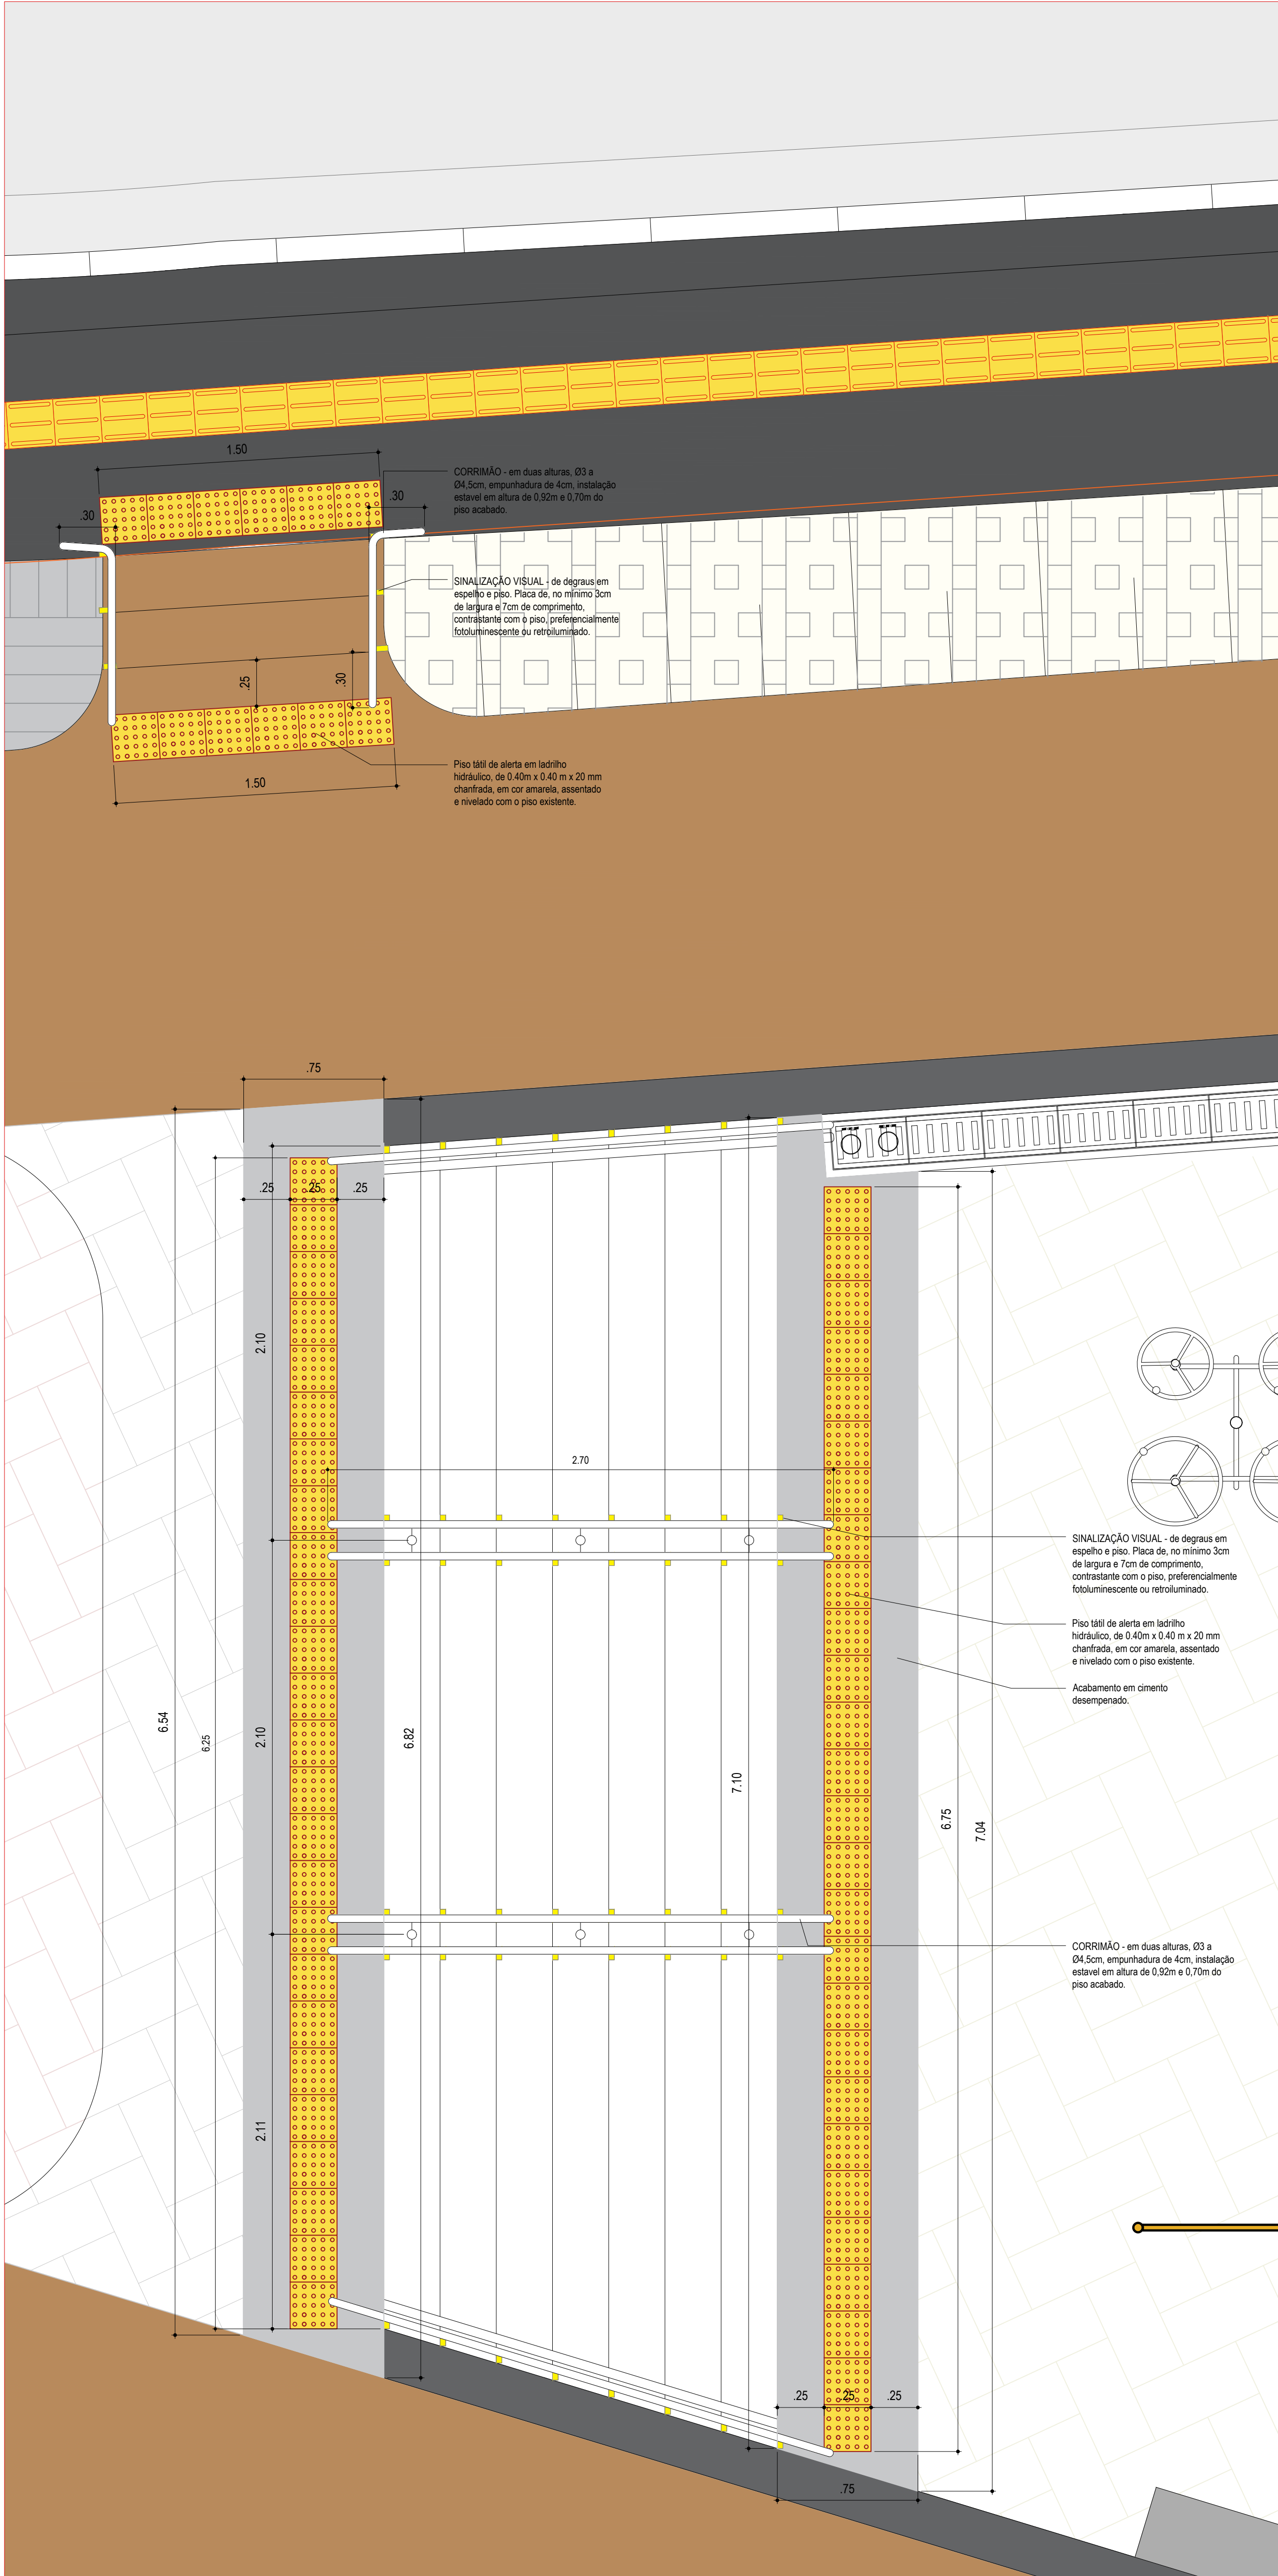 1.50
CORRIMÃO - em duas alturas, Ø3 a
Ø4,5cm, empunhadura de 4cm, instalação
estavel em altura de 0,92m e 0,70m do
piso acabado.
.30
.30
SINALIZAÇÃO VISUAL - de degraus em
espelho e piso. Placa de, no mínimo 3cm
de largura e 7cm de comprimento,
contrastante com o piso, preferencialmente
fotoluminescente ou retroiluminado.
.25
.30
Piso tátil de alerta em ladrilho
hidráulico, de 0.40m x 0.40 m x 20 mm
chanfrada, em cor amarela, assentado
e nivelado com o piso existente.
1.50
.75
.25
.25
.25
2.10
2.70
SINALIZAÇÃO VISUAL - de degraus em
espelho e piso. Placa de, no mínimo 3cm
de largura e 7cm de comprimento,
contrastante com o piso, preferencialmente
fotoluminescente ou retroiluminado.
Piso tátil de alerta em ladrilho
hidráulico, de 0.40m x 0.40 m x 20 mm
chanfrada, em cor amarela, assentado
e nivelado com o piso existente.
Acabamento em cimento
desempenado.
6.54
6.25
2.10
6.82
7.10
6.75
7.04
CORRIMÃO - em duas alturas, Ø3 a
Ø4,5cm, empunhadura de 4cm, instalação
estavel em altura de 0,92m e 0,70m do
piso acabado.
2.11
.25
.25
.25
.75